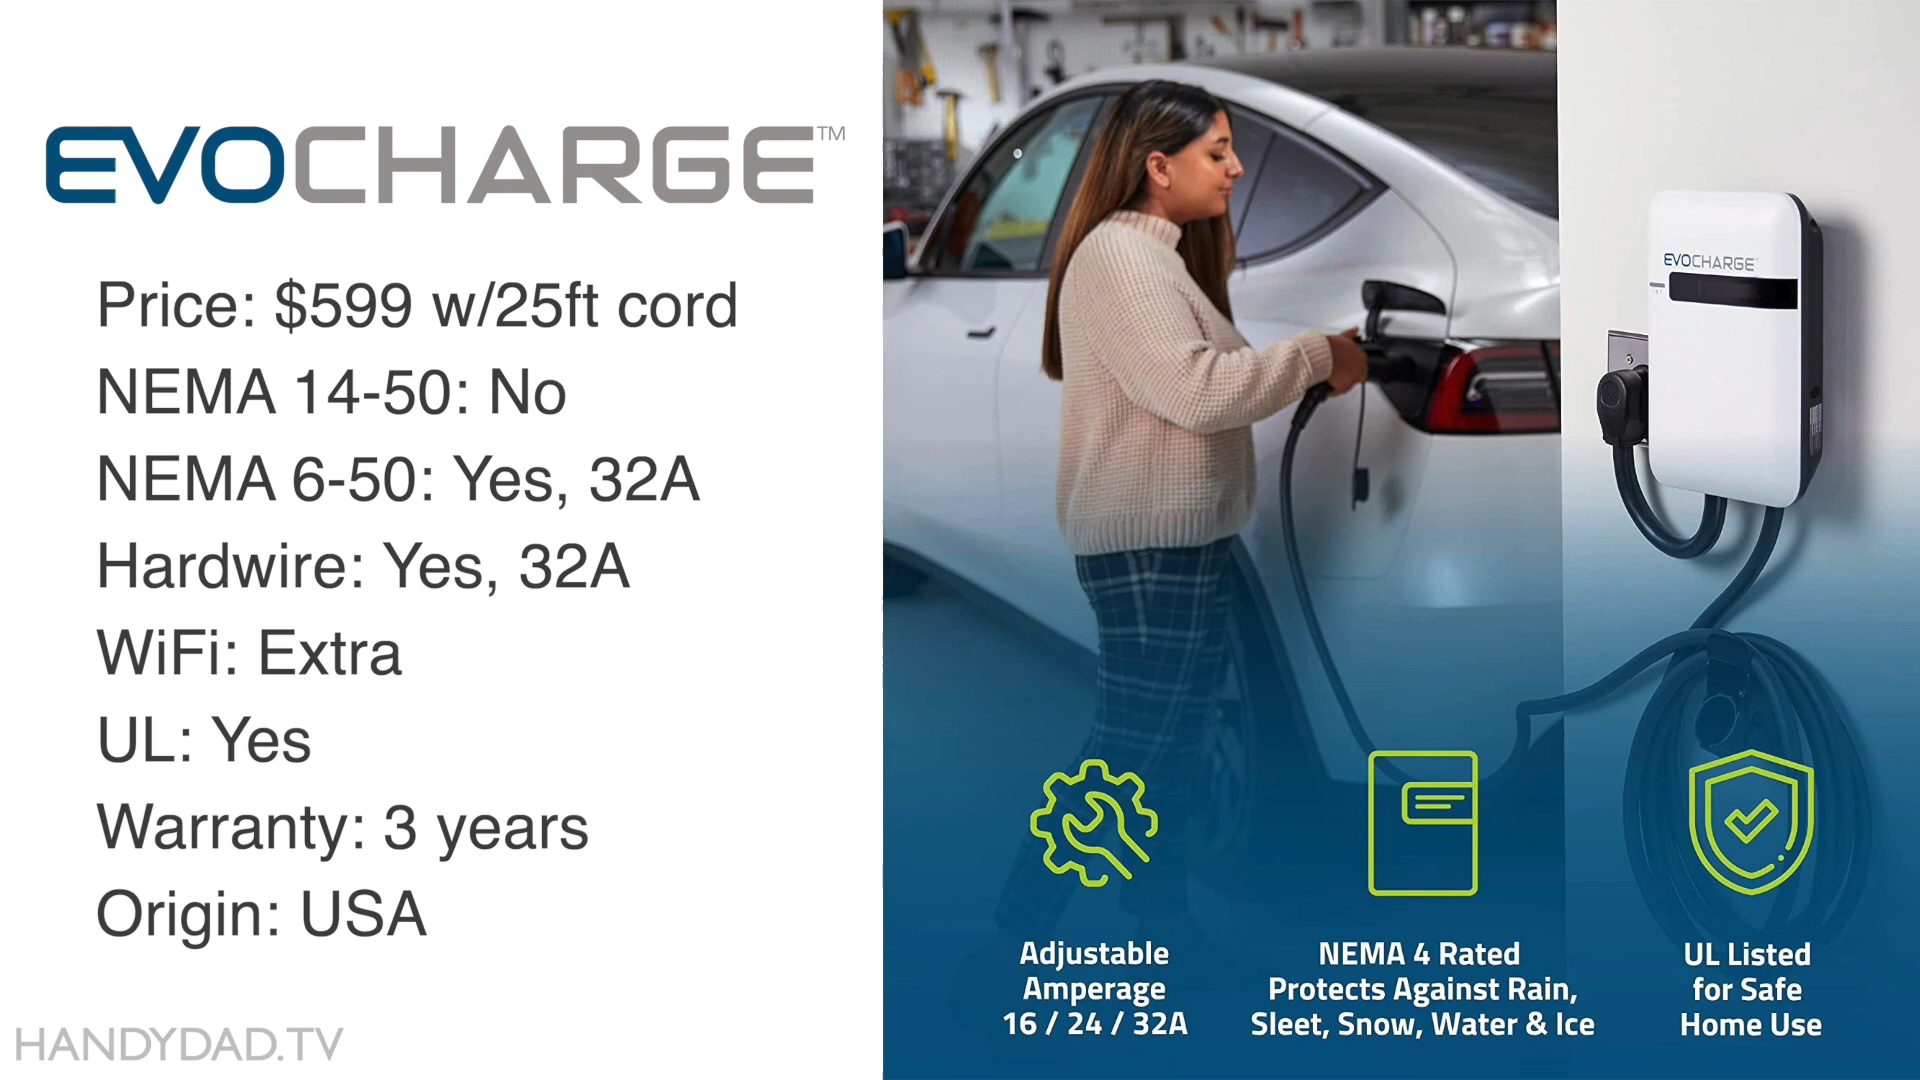 EVOCHARGE™
Price: $599 w/25ft cord
NEMA 14-50: No
NEMA 6-50: Yes, 32A
Hardwire: Yes, 32A
WiFi: Extra
UL: Yes
Warranty: 3 years
Origin: USA
HANDYDAD.TV
EVOCHARGE
Adjustable
Amperage
16 / 24 / 32A
NEMA 4 Rated
Protects Against Rain,
Sleet, Snow, Water & Ice
UL Listed
for Safe
Home Use